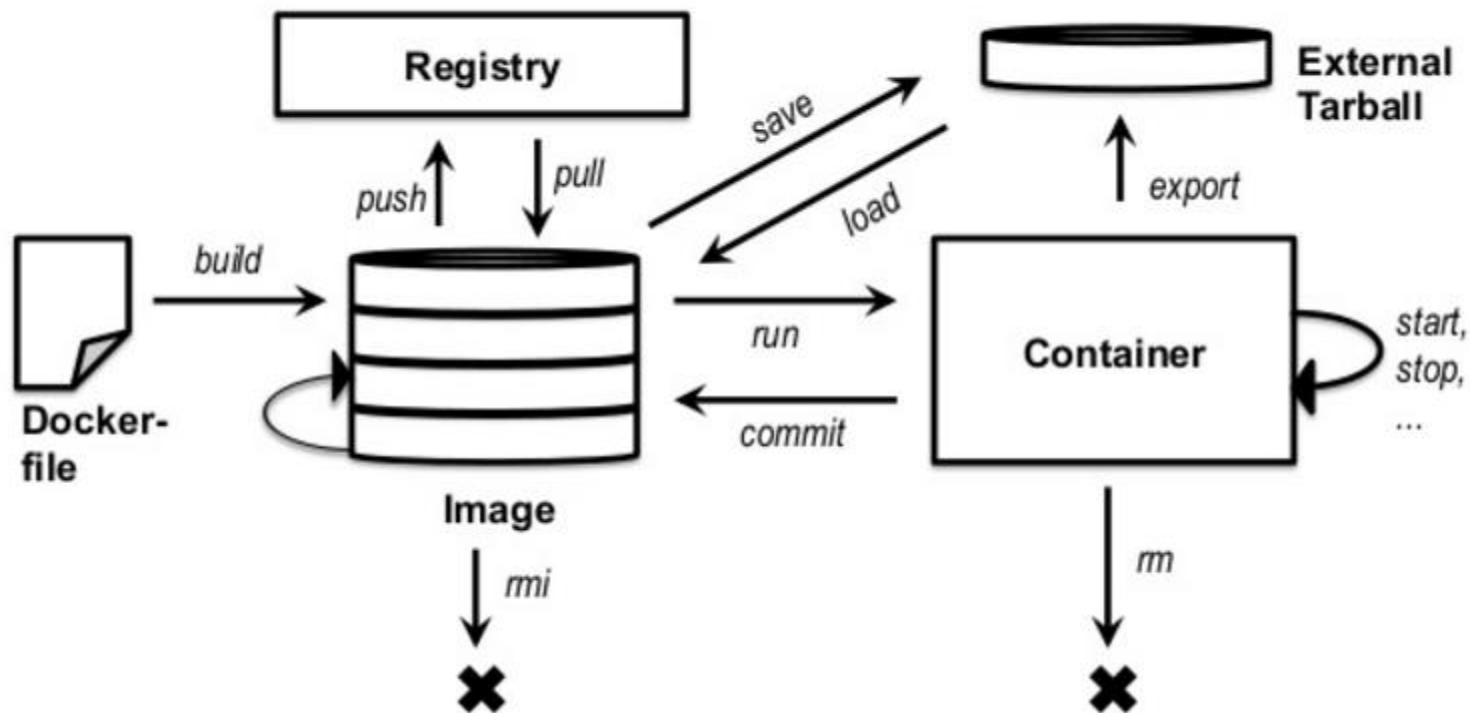 Registry
External
Tarball
save
load
push
pull
export
build
run
Container
start,
stop,
...
commit
Docker-
file
Image
rmi
rm